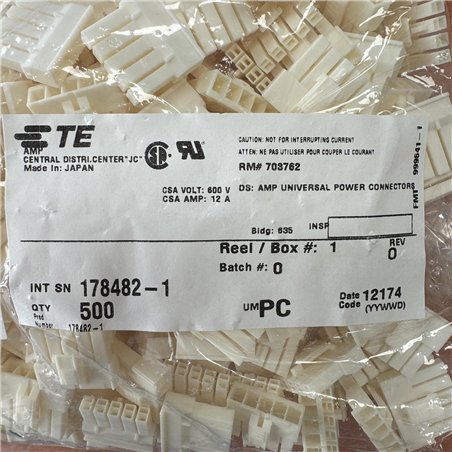 TE
AMP
CENTRAL DISTRI.CENTER"JC"
Made In: JAPAN
CAUTION: NOT FOR INTERRUPTING CURRENT
ATTEN: NE PAS UTILISER POUR COUPER LE COURANT
RM# 703762
CSA VOLT: 600 V
CSA AMP: 12 A
DS: AMP UNIVERSAL POWER CONNECTORS
Bldg: 635
INSP
Reel / Box #: 1
REV
0
Batch #: 0
INT SN 178482-1
QTY 500
UM PC
Date 12174
Code (YYWWD)
Prod
Number 178482-1